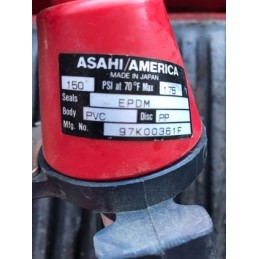 ASAHI/AMERICA
MADE IN JAPAN
150 PSI at 70°F Max 175
Seals EPDM
Body PVC Disc PP
Mfg. No. 97K00361F